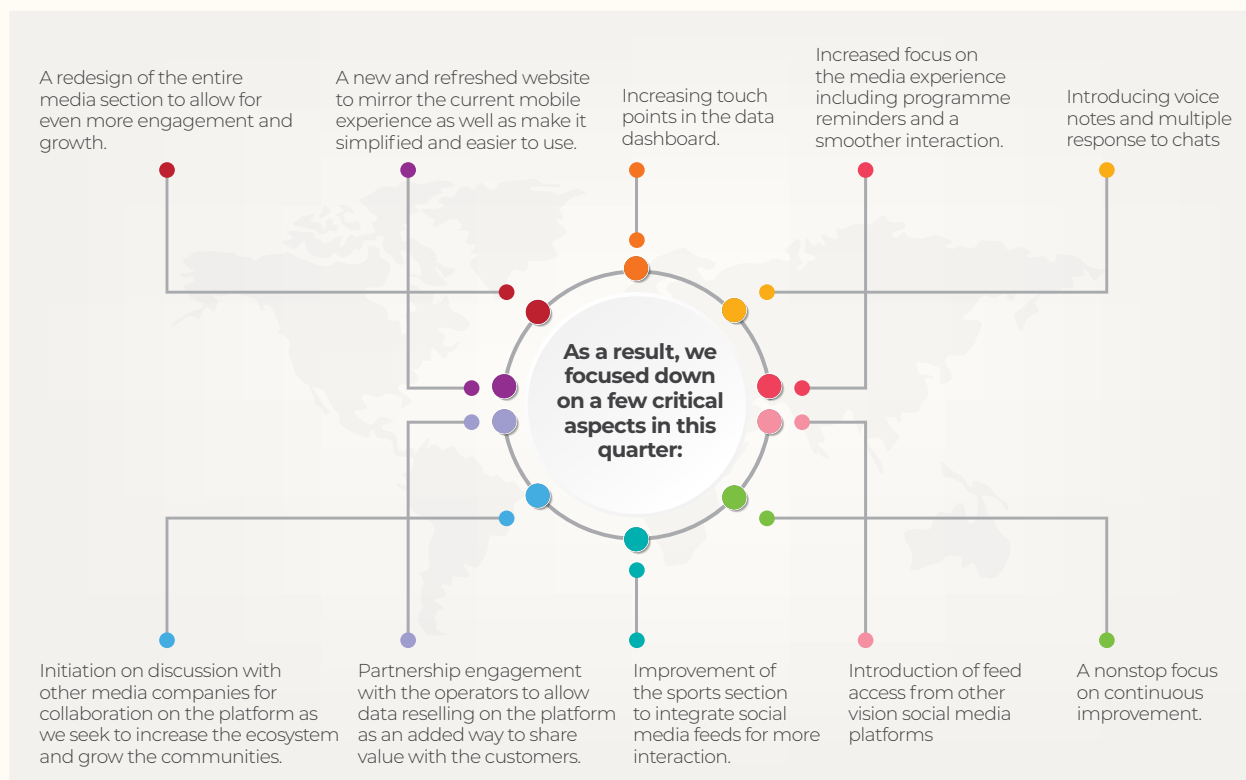 A redesign of the entire
media section to allow for
even more engagement and
growth.
A new and refreshed website
to mirror the current mobile
experience as well as make it
simplified and easier to use.
Increasing touch
points in the data
dashboard.
Increased focus on
the media experience
including programme
reminders and a
smoother interaction.
Introducing voice
notes and multiple
response to chats
As a result, we
focused down
on a few critical
aspects in this
quarter:
Initiation on discussion with
other media companies for
collaboration on the platform as
we seek to increase the ecosystem
and grow the communities.
Partnership engagement
with the operators to allow
data reselling on the platform
as an added way to share
value with the customers.
Improvement of
the sports section
to integrate social
media feeds for more
interaction.
Introduction of feed
access from other
vision social media
platforms
A nonstop focus
on continuous
improvement.